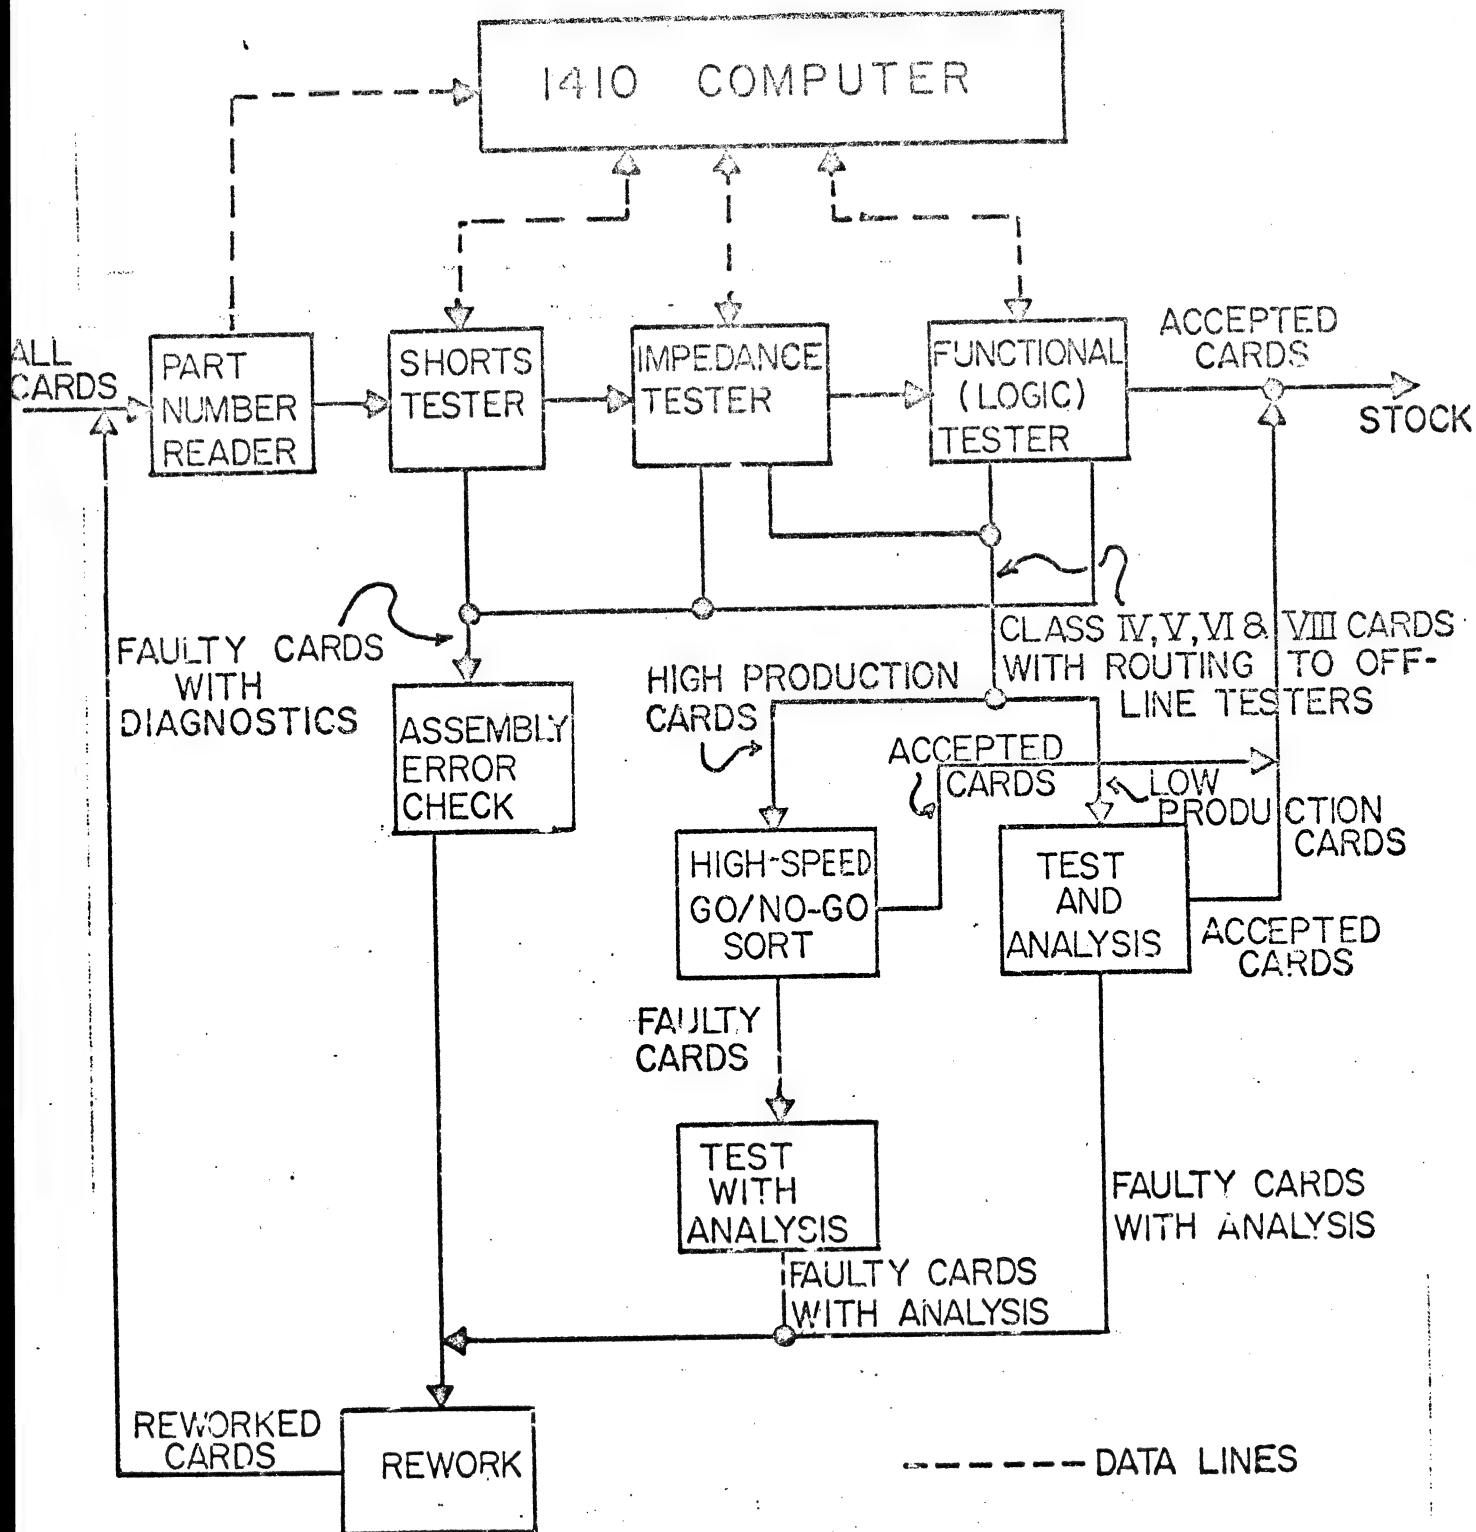 1410 COMPUTER
ALL
CARDS
PART
NUMBER
READER
SHORTS
TESTER
IMPEDANCE
TESTER
FUNCTIONAL
(LOGIC)
TESTER
ACCEPTED
CARDS
STOCK
FAULTY CARDS
WITH
DIAGNOSTICS
CLASS IV, V, VI & VIII CARDS
WITH ROUTING TO OFF-
LINE TESTERS
HIGH PRODUCTION
CARDS
ASSEMBLY
ERROR
CHECK
ACCEPTED
CARDS
LOW
PRODUCTION
CARDS
HIGH-SPEED
GO/NO-GO
SORT
TEST
AND
ANALYSIS
ACCEPTED
CARDS
FAULTY
CARDS
TEST
WITH
ANALYSIS
FAULTY CARDS
WITH ANALYSIS
FAULTY CARDS
WITH ANALYSIS
REWORKED
CARDS
REWORK
DATA LINES